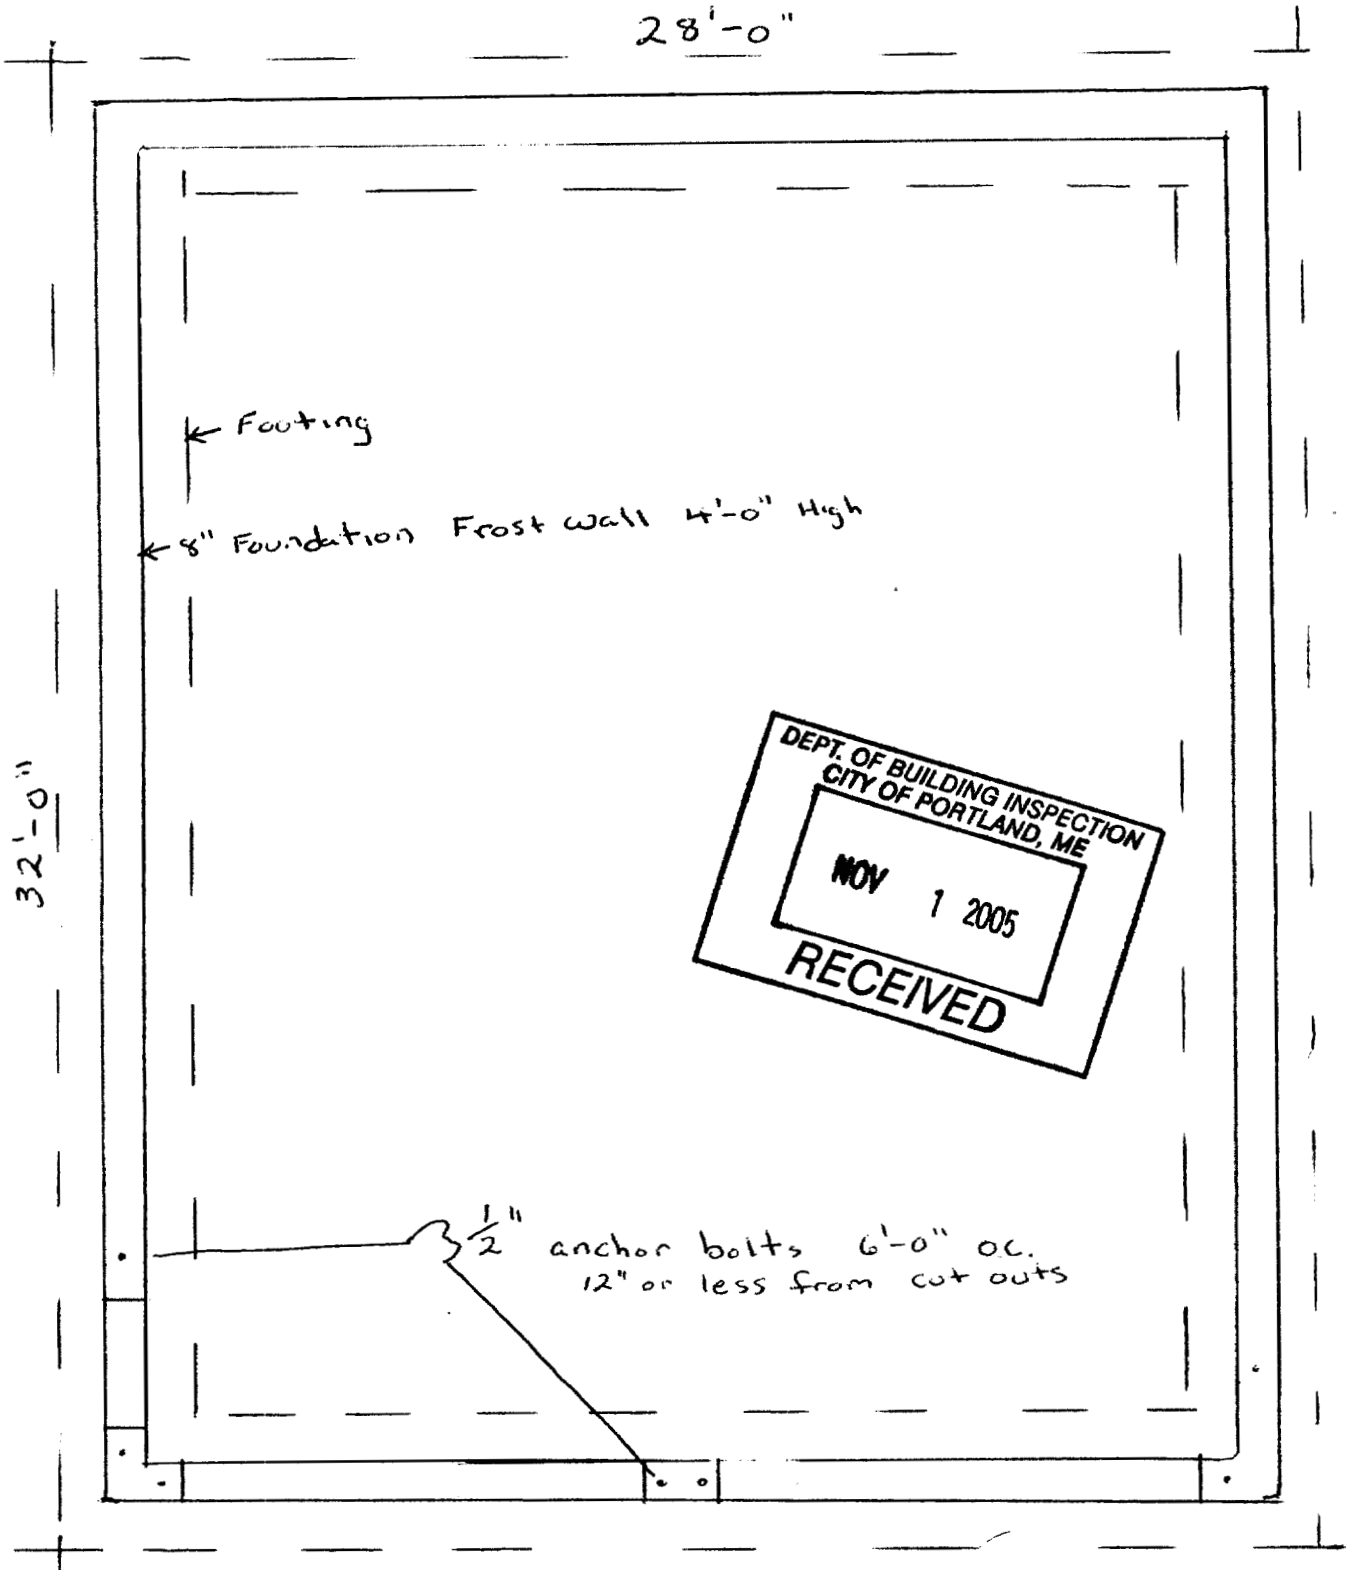 28'-0"
← Footing
← 8" Foundation Frost wall 4'-0" High
32'-0"
DEPT. OF BUILDING INSPECTION
CITY OF PORTLAND, ME
NOV 1 2005
RECEIVED
1/2" anchor bolts 6'-0" o.c.
12" or less from cut outs